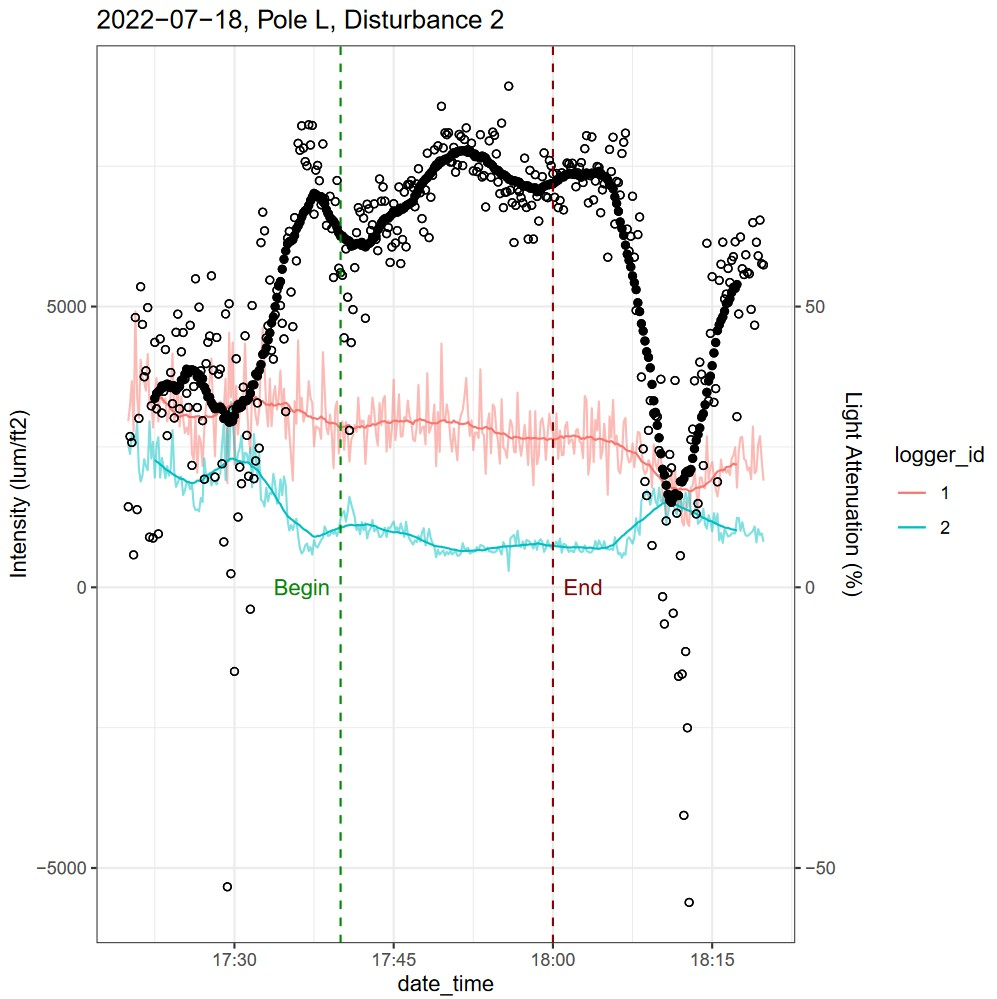 2022−07−18, Pole L, Disturbance 2
Intensity (lum/ft2)
5000
0
−5000
Begin
End
50
0
−50
Light Attenuation (%)
logger_id
1
2
17:30
17:45
18:00
18:15
date_time